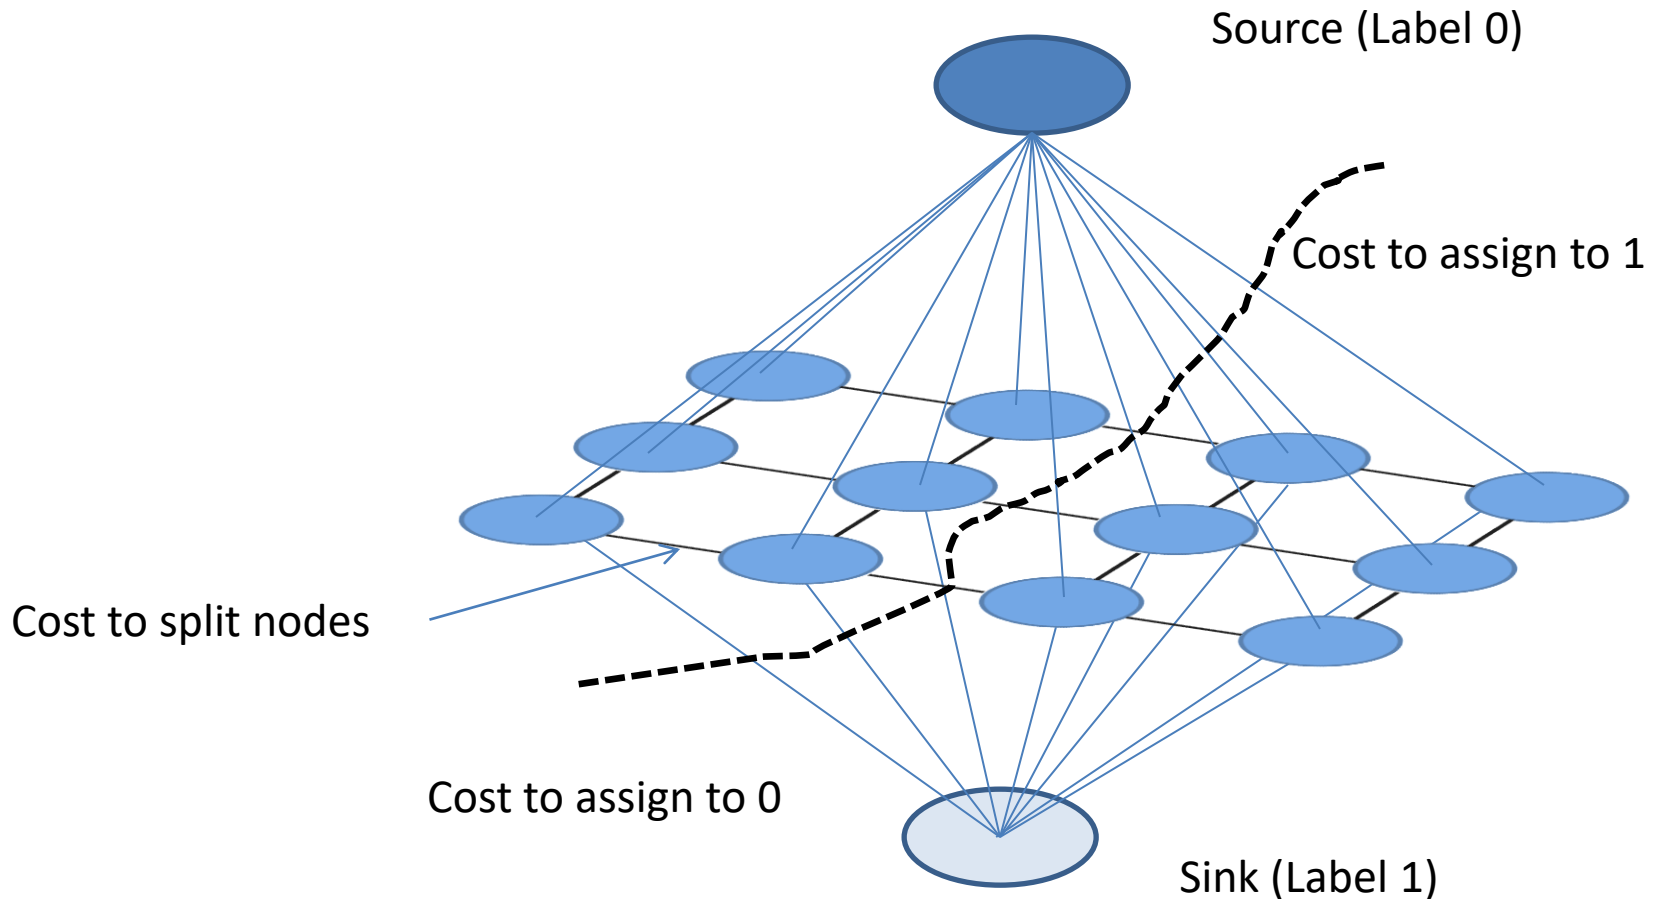 Source (Label 0)
Cost to assign to 1
Cost to split nodes
Cost to assign to 0
Sink (Label 1)